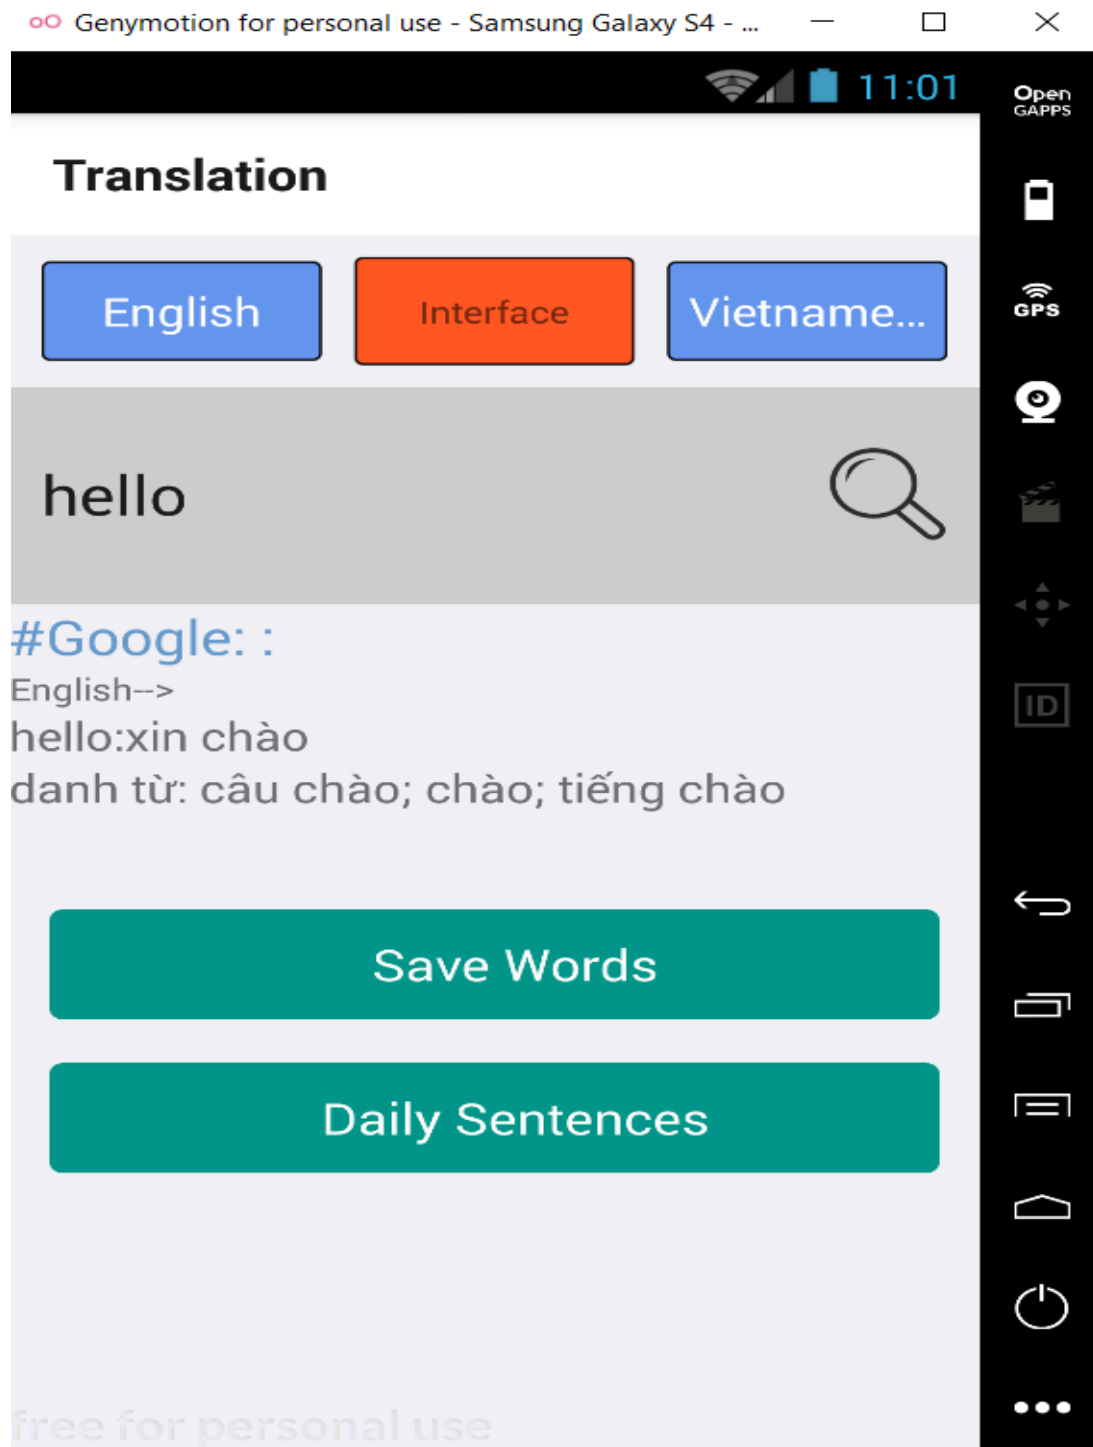 Genymotion for personal use - Samsung Galaxy S4 - ...
11:01
Open
GAPPS
Translation
English
Interface
Vietname...
GPS
hello
#Google: :
English-->
hello:xin chào
danh từ: câu chào; chào; tiếng chào
ID
Save Words
Daily Sentences
free for personal use